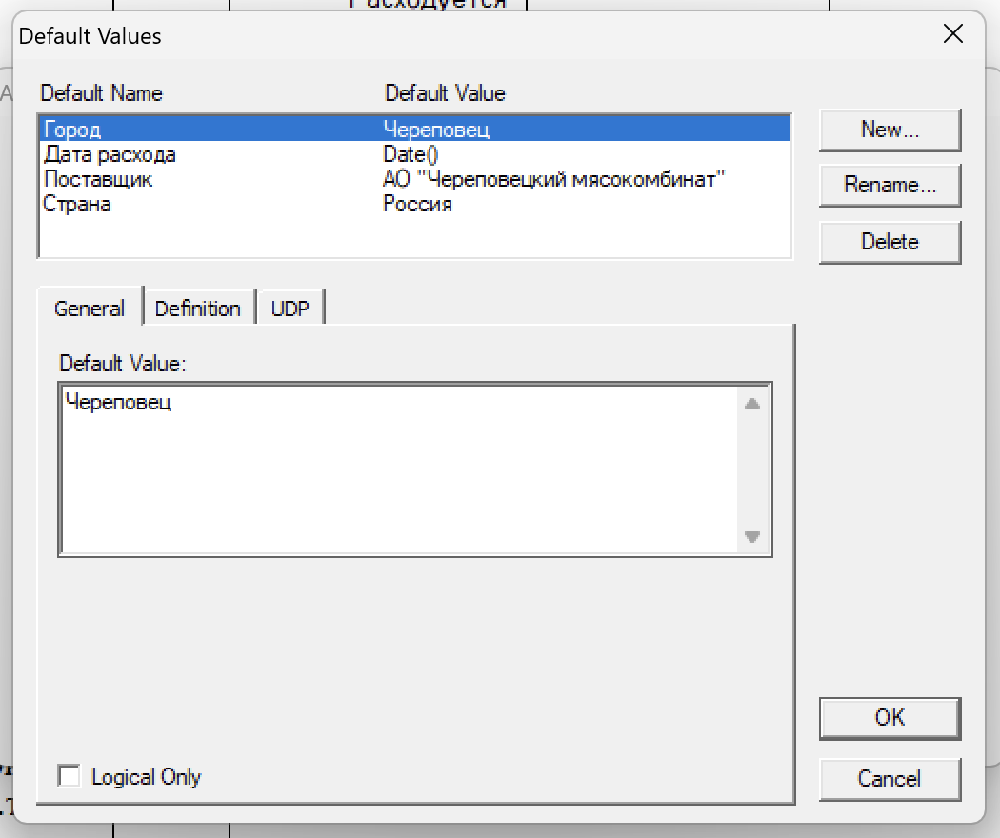 Расходуется
Default Values
Default Name Default Value
Город Череповец
Дата расхода Date()
Поставщик АО "Череповецкий мясокомбинат"
Страна Россия
New...
Rename...
Delete
General Definition UDP
Default Value:
Череповец
Logical Only
OK
Cancel